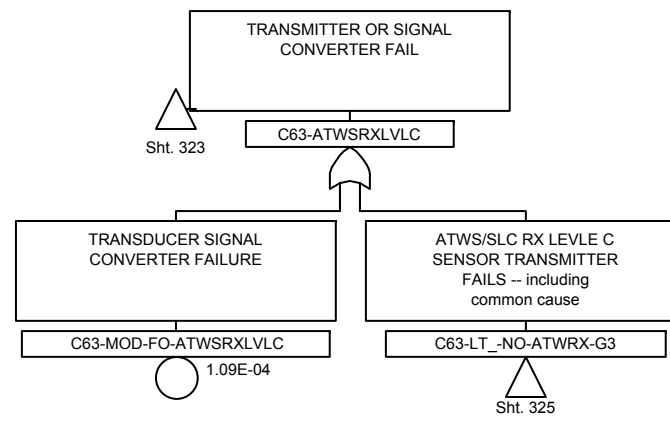 TRANSMITTER OR SIGNAL
CONVERTER FAIL
Sht. 323
C63-ATWSRXLVLC
TRANSDUCER SIGNAL
CONVERTER FAILURE
C63-MOD-FO-ATWSRXLVLC
1.09E-04
ATWS/SLC RX LEVLE C
SENSOR TRANSMITTER
FAILS -- including
common cause
C63-LT_-NO-ATWRX-G3
Sht. 325